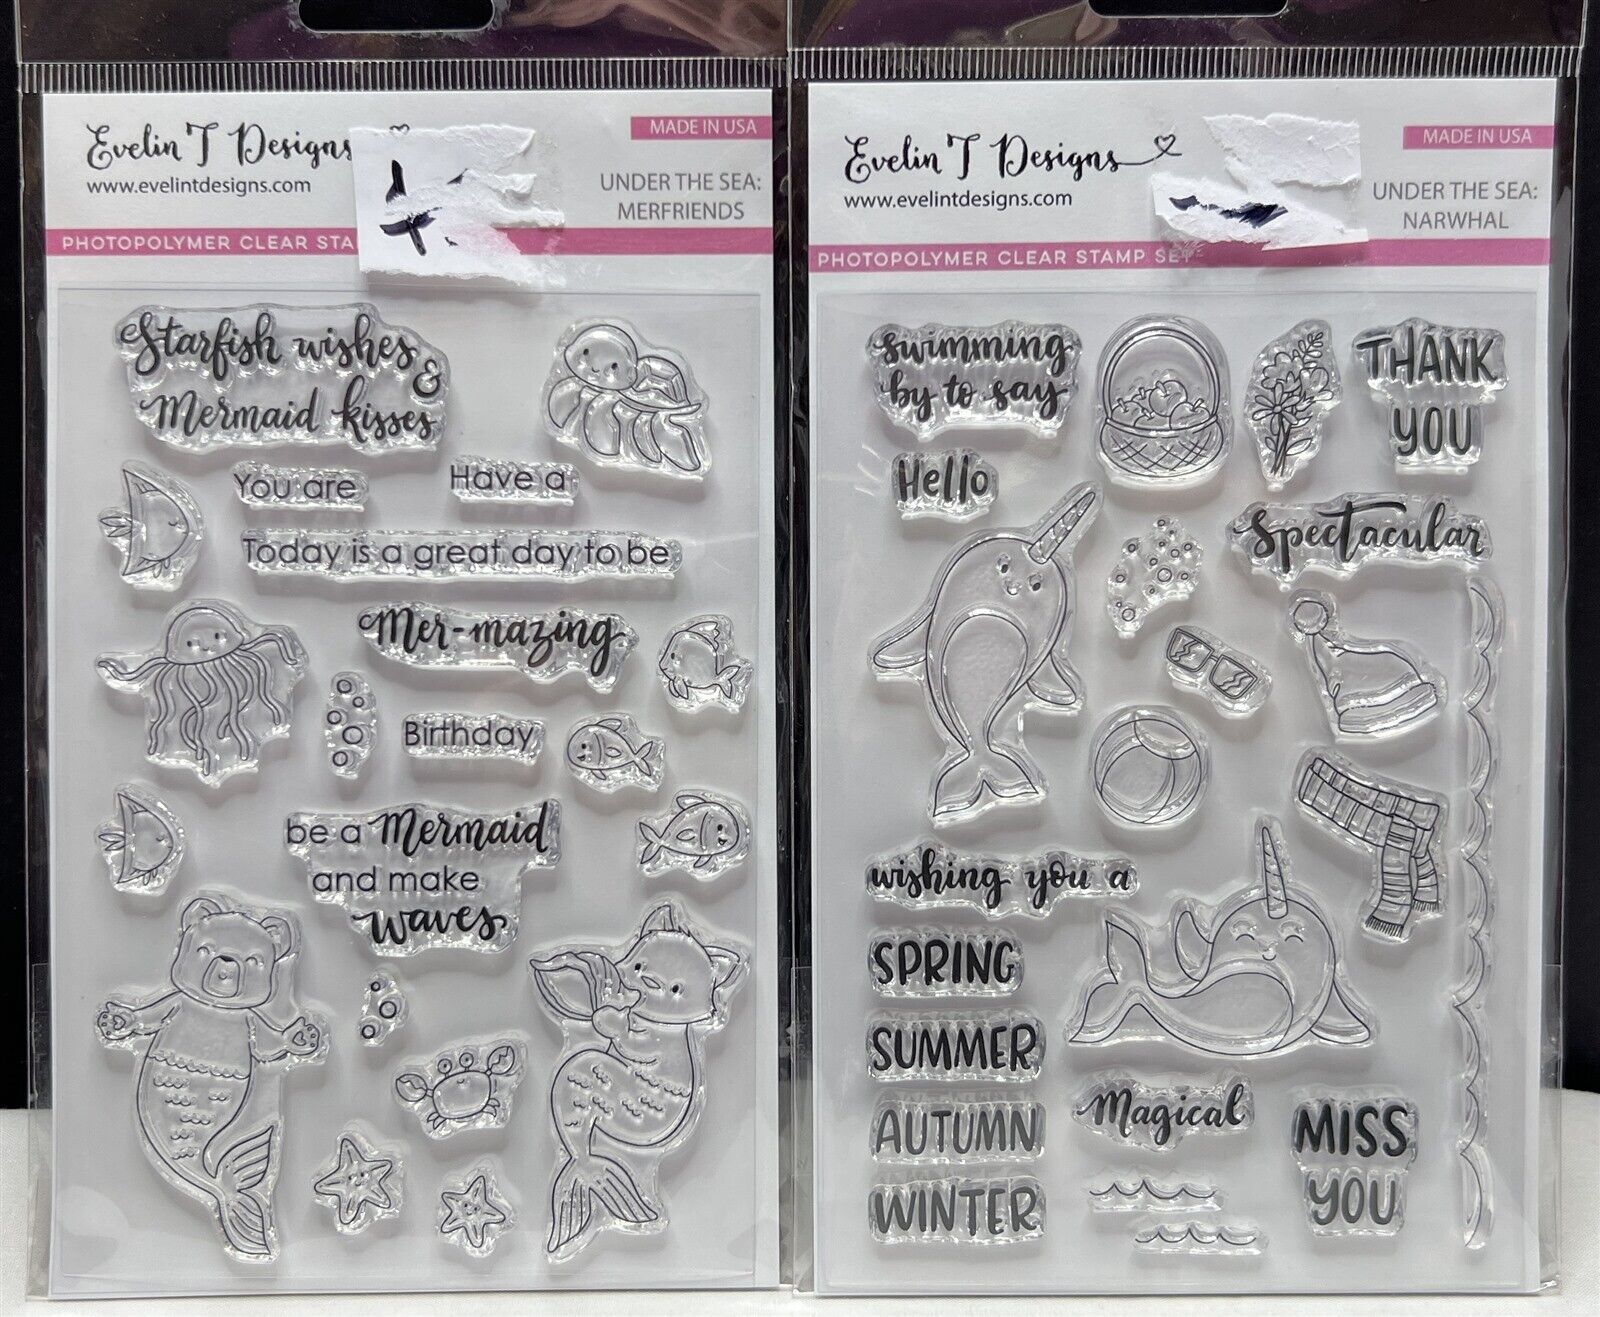 Evelin T Designs
www.evelintdesigns.com
MADE IN USA
UNDER THE SEA:
MERFRIENDS
PHOTOPOLYMER CLEAR STA
Starfish wishes &
Mermaid kisses
You are
Have a
Today is a great day to be
Mer-mazing
Birthday
be a Mermaid
and make
waves
Evelin T Designs
www.evelintdesigns.com
MADE IN USA
UNDER THE SEA:
NARWHAL
PHOTOPOLYMER CLEAR STAMP SET
swimming
by to say
THANK
YOU
Hello
Spectacular
wishing you a
SPRING
SUMMER
AUTUMN
WINTER
Magical
MISS
YOU